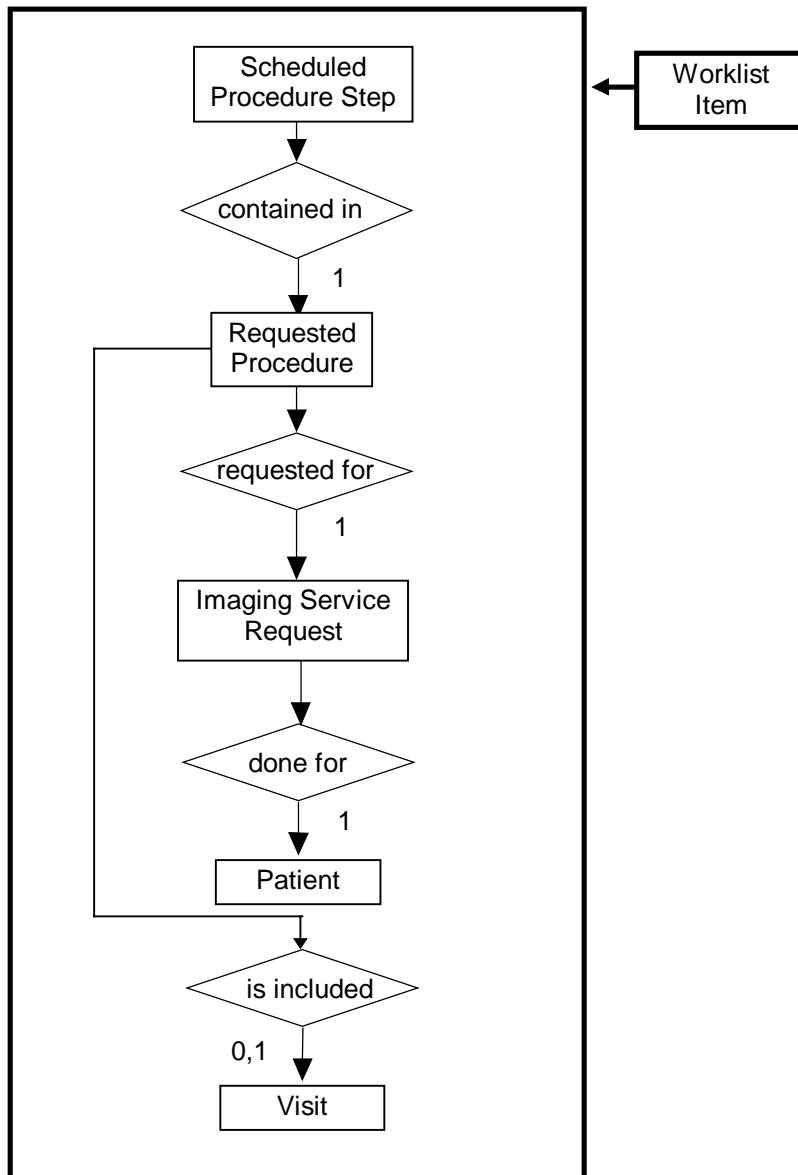 Scheduled
Procedure Step
Worklist
Item
contained in
1
Requested
Procedure
requested for
1
Imaging Service
Request
done for
1
Patient
is included
0,1
Visit